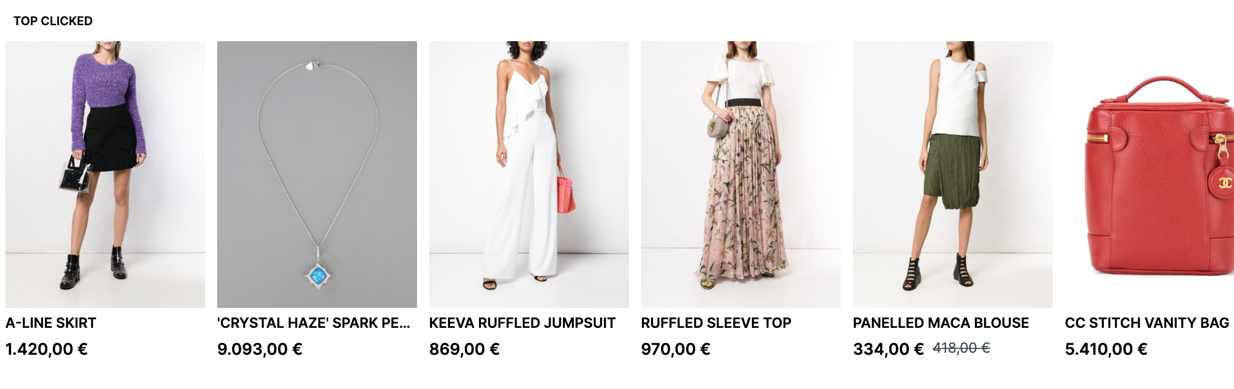 TOP CLICKED
A-LINE SKIRT
1.420,00 €
'CRYSTAL HAZE' SPARK PE...
9.093,00 €
KEEVA RUFFLED JUMPSUIT
869,00 €
RUFFLED SLEEVE TOP
970,00 €
PANELLED MACA BLOUSE
334,00 € 418,00 €
CC STITCH VANITY BAG
5.410,00 €